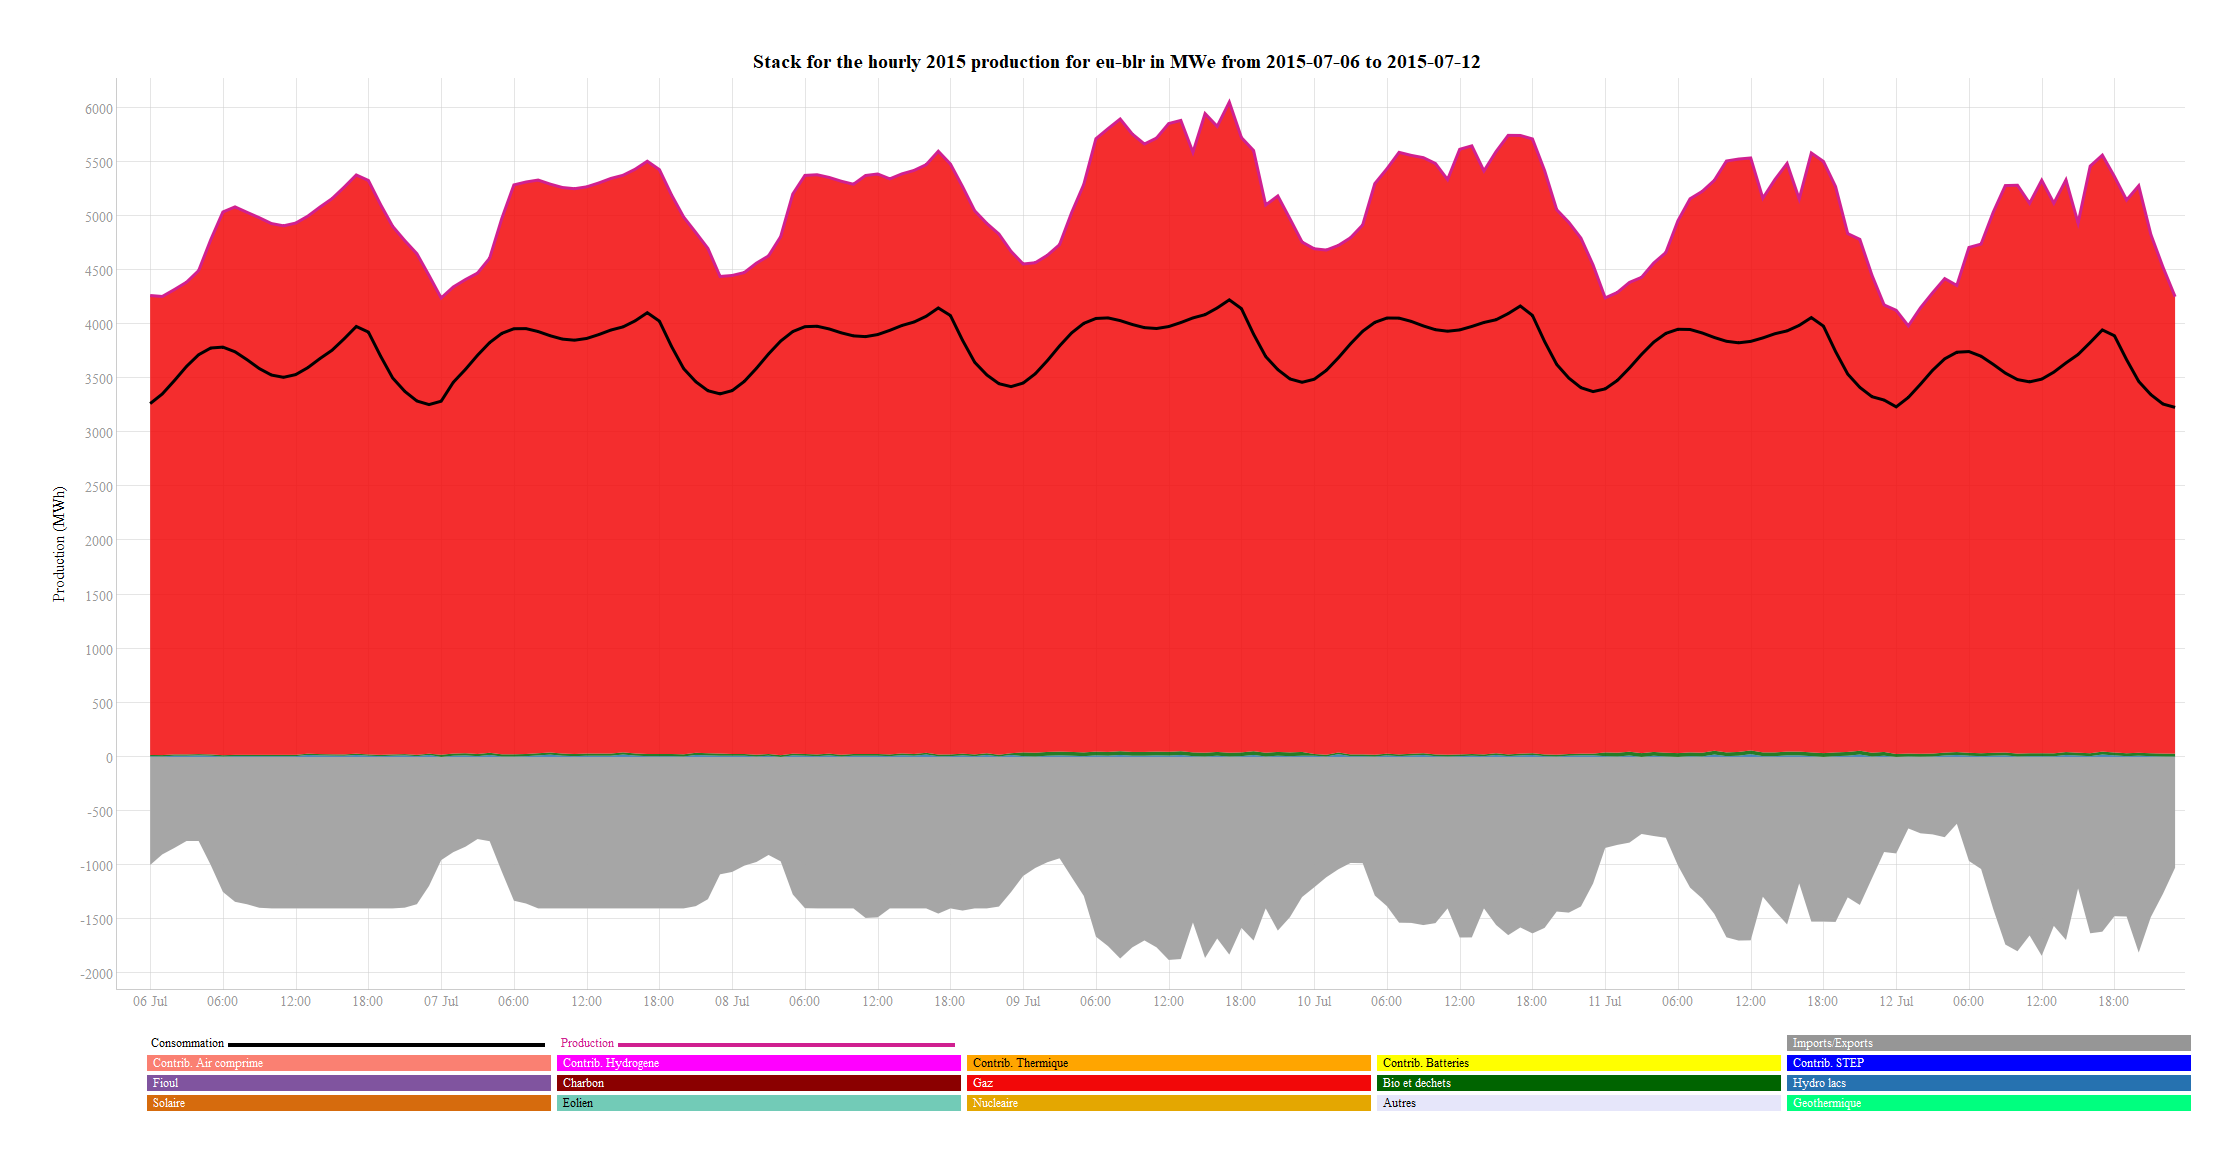 Stack for the hourly 2015 production for eu-blr in MWe from 2015-07-06 to 2015-07-12
Production (MWh)
6000
5500
5000
4500
4000
3500
3000
2500
2000
1500
1000
500
0
-500
-1000
-1500
-2000
06 Jul 06:00 12:00 18:00 07 Jul 06:00 12:00 18:00 08 Jul 06:00 12:00 18:00 09 Jul 06:00 12:00 18:00 10 Jul 06:00 12:00 18:00 11 Jul 06:00 12:00 18:00 12 Jul 06:00 12:00 18:00
Consommation Production Imports/Exports
Contrib. Air comprime Contrib. Hydrogene Contrib. Thermique Contrib. Batteries Contrib. STEP
Fioul Charbon Gaz Bio et dechets Hydro lacs
Solaire Eolien Nucleaire Autres Geothermique